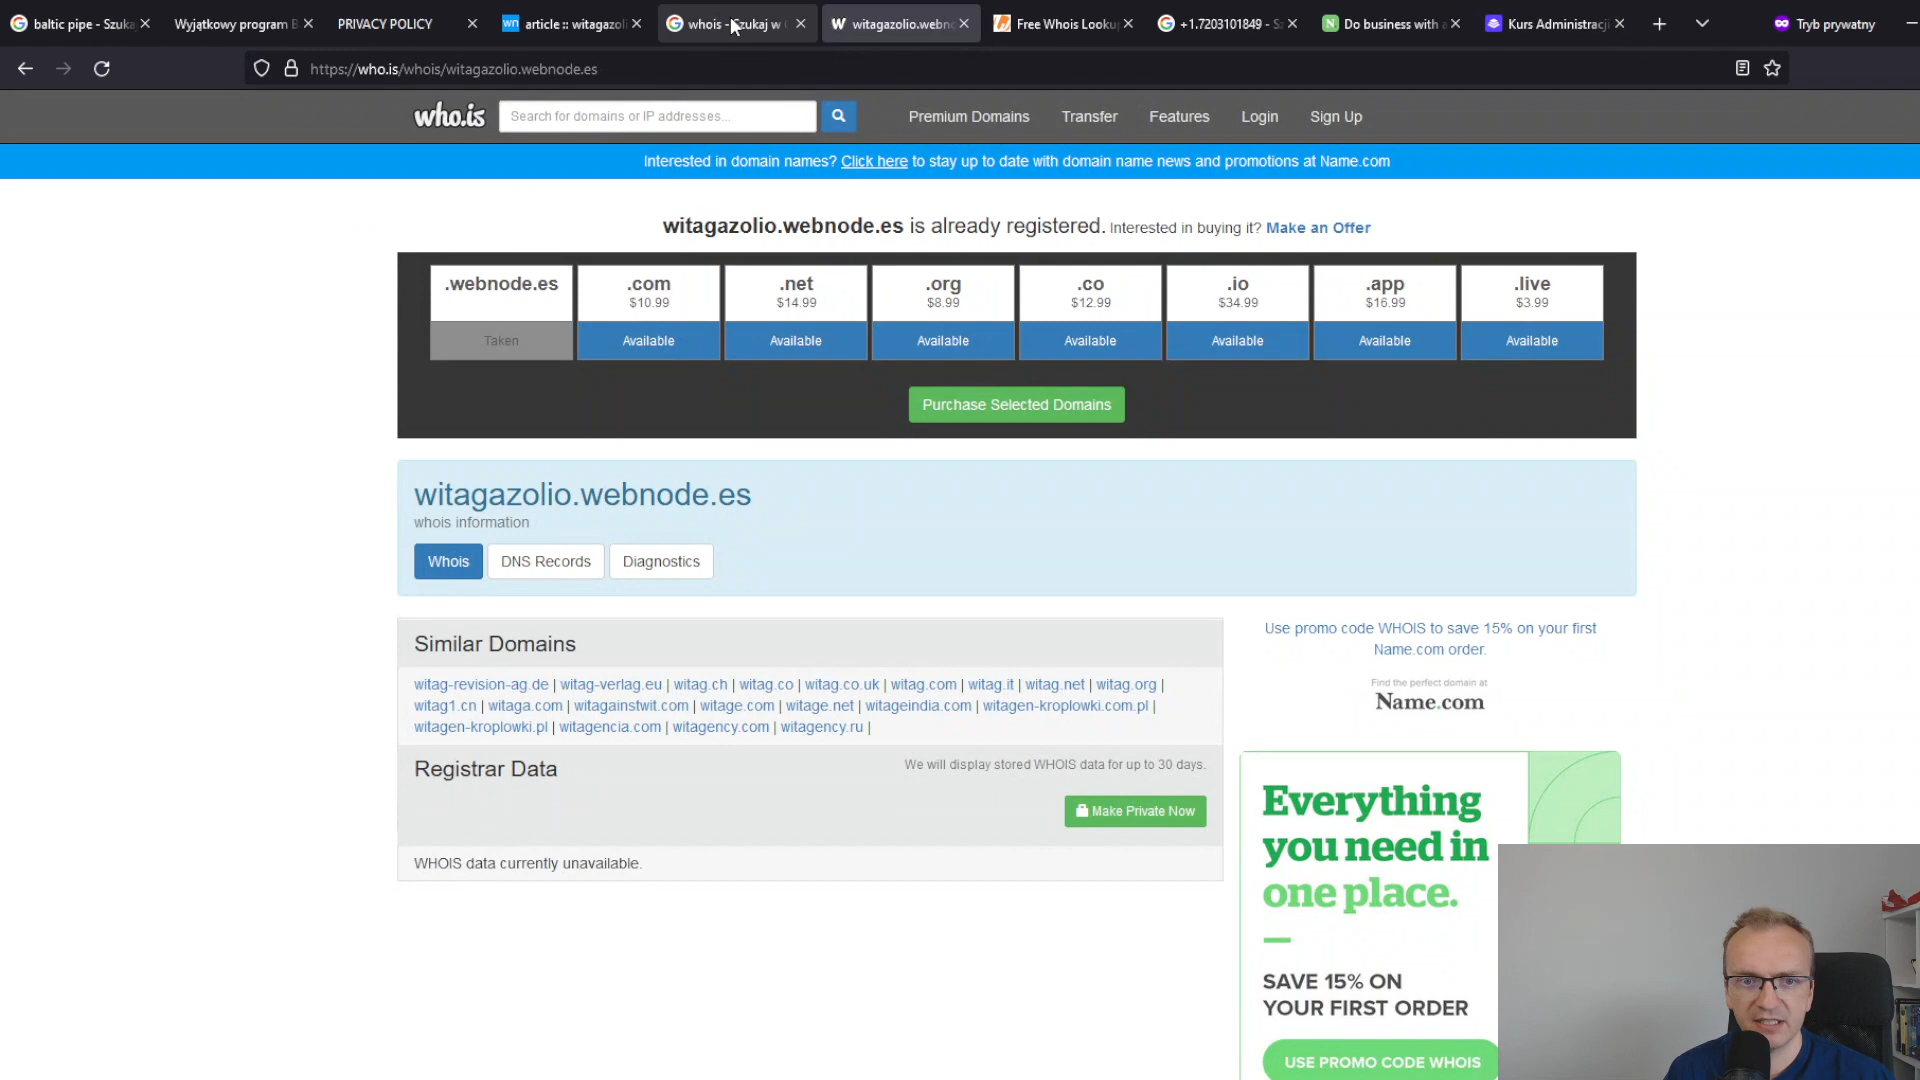 baltic pipe - Szuka
Wyjątkowy program B
PRIVACY POLICY
wn article :: witagazoli
whois - Szukaj w G
W witagazolio.webno
Free Whois Looku
+1.7203101849 - Sz
N Do business with a
Kurs Administracji
Tryb prywatny
https://who.is/whois/witagazolio.webnode.es
who.is
Search for domains or IP addresses...
Premium Domains
Transfer
Features
Login
Sign Up
Interested in domain names? Click here to stay up to date with domain name news and promotions at Name.com
witagazolio.webnode.es is already registered. Interested in buying it? Make an Offer
.webnode.es
.com
.net
.org
.co
.io
.app
.live
$10.99
$14.99
$8.99
$12.99
$34.99
$16.99
$3.99
Taken
Available
Available
Available
Available
Available
Available
Available
Purchase Selected Domains
witagazolio.webnode.es
whois information
Whois
DNS Records
Diagnostics
Similar Domains
witag-revision-ag.de | witag-verlag.eu | witag.ch | witag.co | witag.co.uk | witag.com | witag.it | witag.net | witag.org |
witag1.cn | witaga.com | witagainstwit.com | witage.com | witage.net | witageindia.com | witagen-kroplowki.com.pl |
witagen-kroplowki.pl | witagencia.com | witagency.com | witagency.ru |
Registrar Data
We will display stored WHOIS data for up to 30 days.
Make Private Now
WHOIS data currently unavailable.
Use promo code WHOIS to save 15% on your first
Name.com order.
Find the perfect domain at
Name.com
Everything
you need in
one place.
SAVE 15% ON
YOUR FIRST ORDER
USE PROMO CODE WHOIS